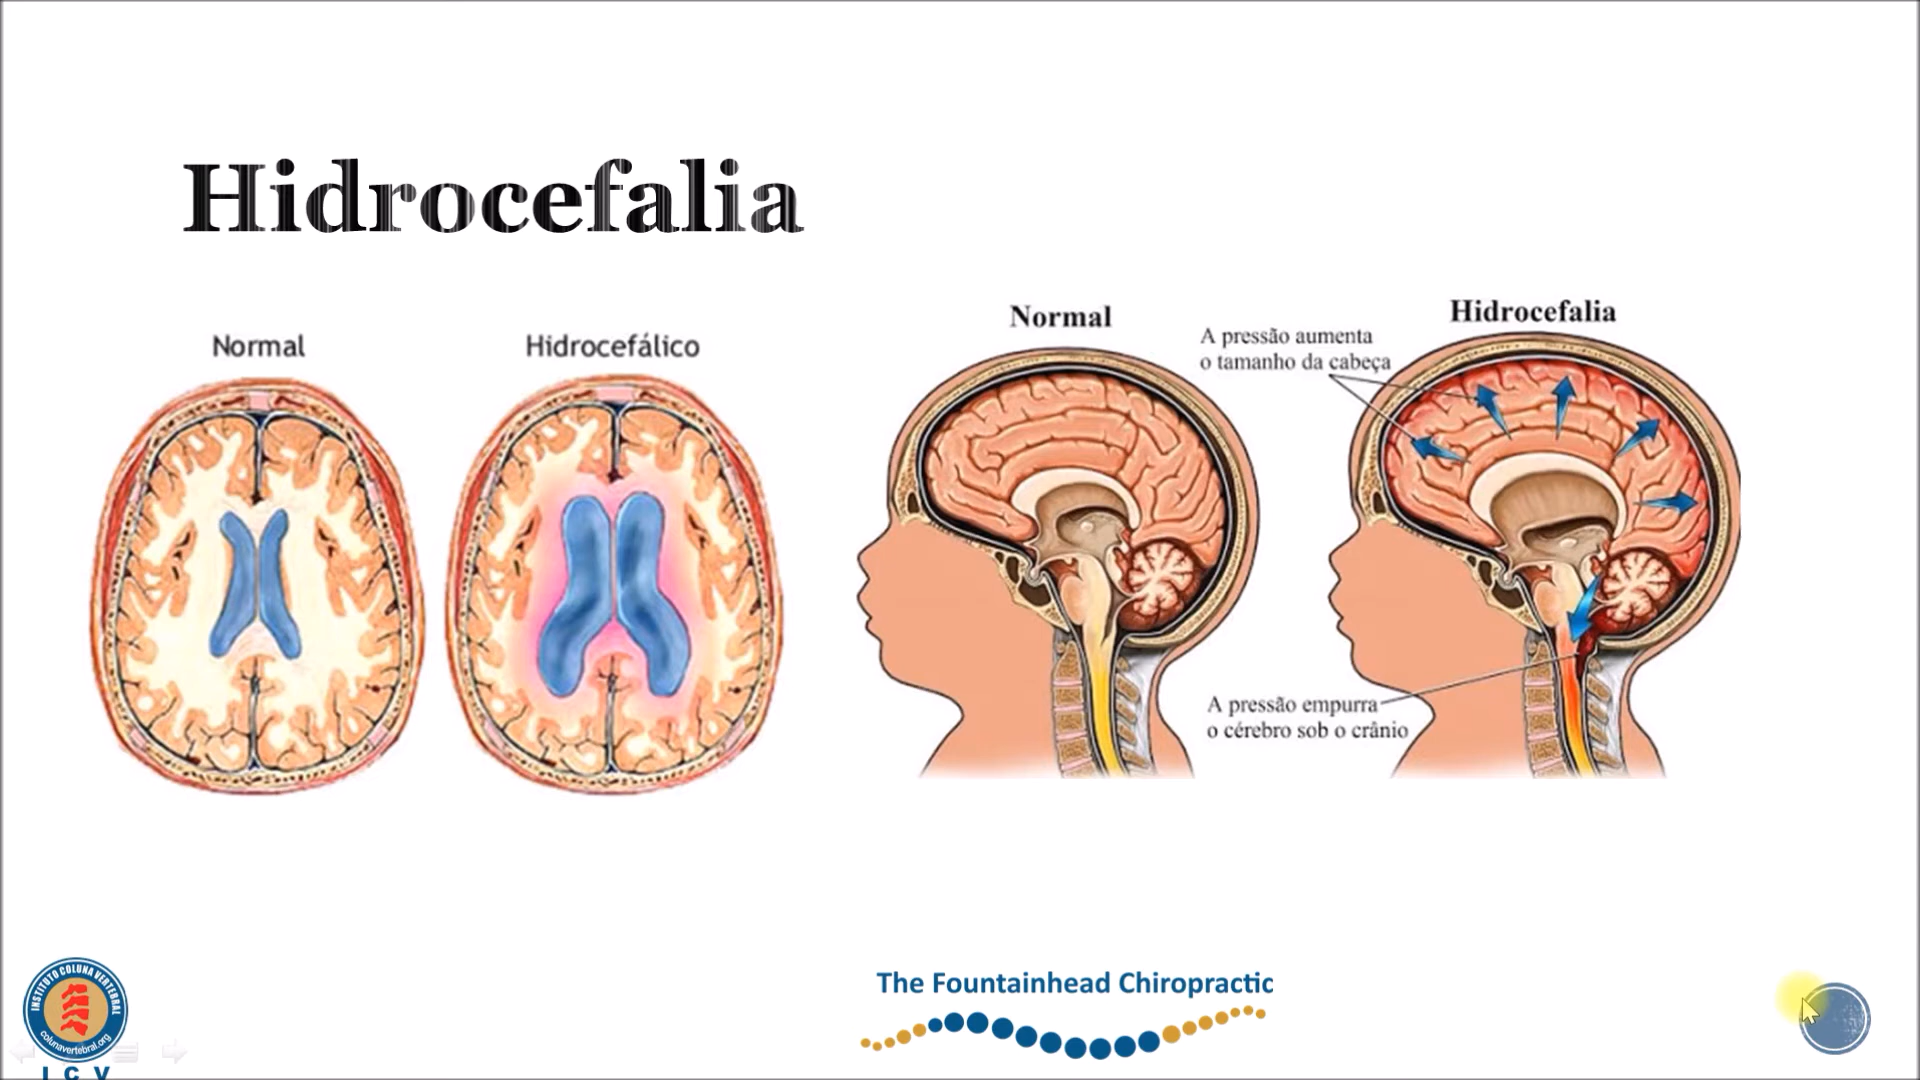 Hidrocefalia
Normal
Hidrocefálico
Normal
Hidrocefalia
A pressão aumenta
o tamanho da cabeça
A pressão empurra
o cérebro sob o crânio
INSTITUTO COLUNA VERTEBRAL
colunavertebral.org
I C V
The Fountainhead Chiropractic